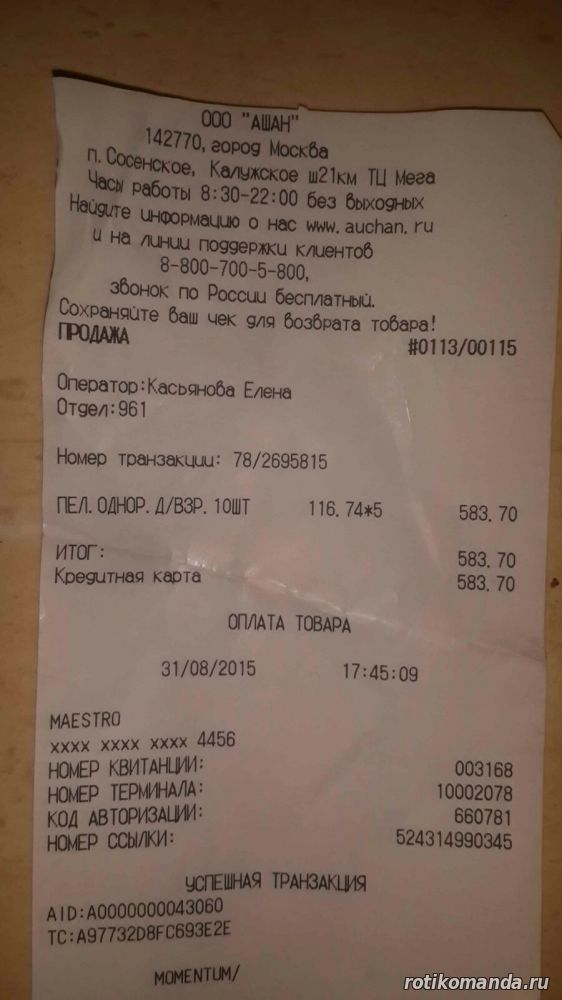 ООО "АШАН"
142770, город Москва
п. Сосенское, Калужское ш21км ТЦ Мега
Часы работы 8:30-22:00 без выходных
Найдите информацию о нас www.auchan.ru
и на линии поддержки клиентов
8-800-700-5-800,
звонок по России бесплатный.
Сохраняйте ваш чек для возврата товара!
ПРОДАЖА #0113/00115
Оператор:Касьянова Елена
Отдел:961
Номер транзакции: 78/2695815
ПЕЛ. ОДНОР. Д/ВЗР. 10ШТ 116.74*5 583.70
ИТОГ: 583.70
Кредитная карта 583.70
ОПЛАТА ТОВАРА
31/08/2015 17:45:09
MAESTRO
xxxx xxxx xxxx 4456
НОМЕР КВИТАНЦИИ: 003168
НОМЕР ТЕРМИНАЛА: 10002078
КОД АВТОРИЗАЦИИ: 660781
НОМЕР ССЫЛКИ: 524314990345
УСПЕШНАЯ ТРАНЗАКЦИЯ
AID:A0000000043060
TC:A97732D8FC693E2E
MOMENTUM/
rotikomanda.ru